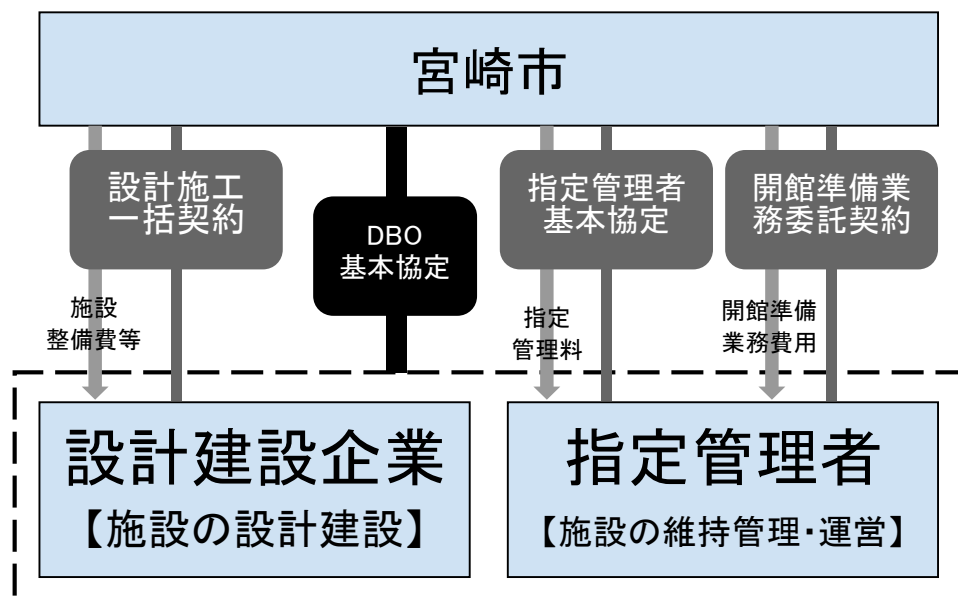 宮崎市
設計施工
一括契約
DBO
基本協定
指定管理者
基本協定
開館準備業
務委託契約
施設
整備費等
指定
管理料
開館準備
業務費用
設計建設企業
【施設の設計建設】
指定管理者
【施設の維持管理・運営】